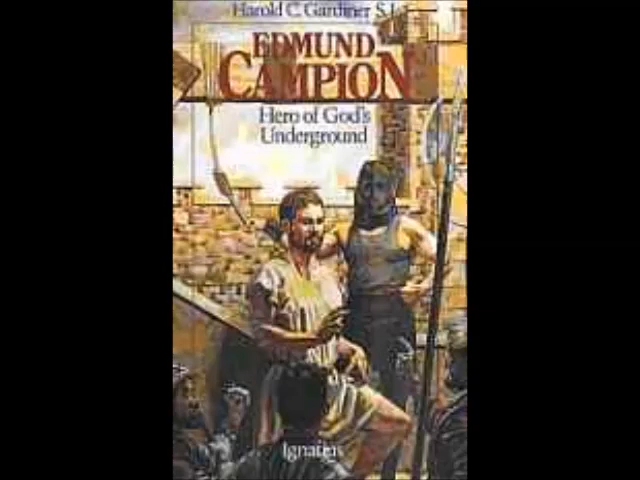 Harold C. Gardiner S.J.
EDMUND
CAMPION
Hero of God's
Underground
Ignatius